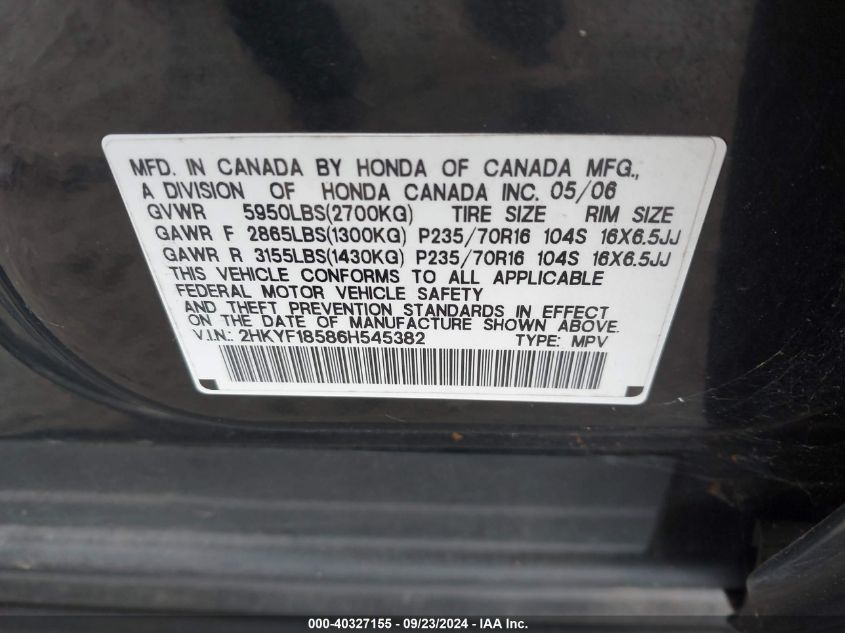 MFD. IN CANADA BY HONDA OF CANADA MFG.,
A DIVISION OF HONDA CANADA INC. 05/06
GVWR 5950LBS(2700KG) TIRE SIZE RIM SIZE
GAWR F 2865LBS(1300KG) P235/70R16 104S 16X6.5JJ
GAWR R 3155LBS(1430KG) P235/70R16 104S 16X6.5JJ
THIS VEHICLE CONFORMS TO ALL APPLICABLE
FEDERAL MOTOR VEHICLE SAFETY
AND THEFT PREVENTION STANDARDS IN EFFECT
ON THE DATE OF MANUFACTURE SHOWN ABOVE.
V.I.N.: 2HKYF18586H545382 TYPE: MPV
000-40327155 - 09/23/2024 - IAA Inc.